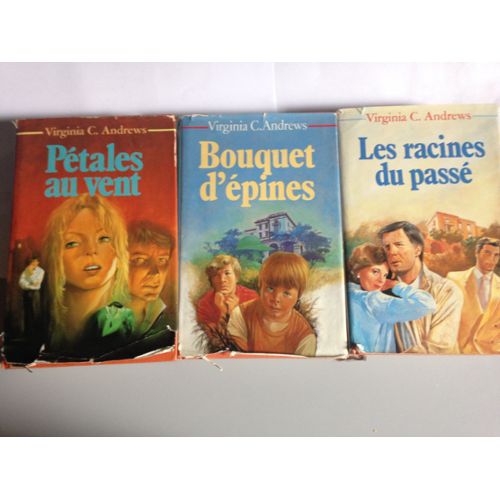 Virginia C. Andrews
Pétales
au vent
Virginia C. Andrews
Bouquet
d'épines
Virginia C. Andrews
Les racines
du passé